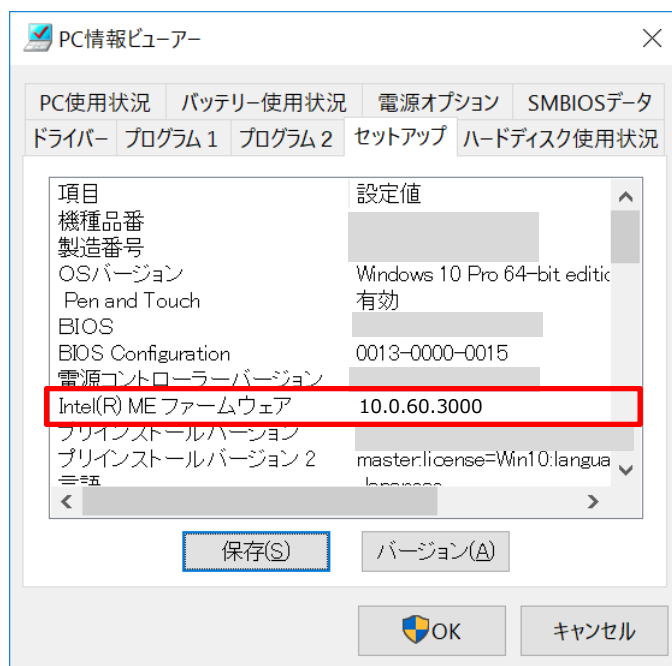 PC情報ビューアー
PC使用状況 バッテリー使用状況 電源オプション SMBIOSデータ
ドライバー プログラム1 プログラム2 セットアップ ハードディスク使用状況
項目 設定値
機種品番
製造番号
OSバージョン Windows 10 Pro 64-bit editic
Pen and Touch 有効
BIOS
BIOS Configuration 0013-0000-0015
電源コントローラーバージョン
Intel(R) ME ファームウェア 10.0.60.3000
プリインストールバージョン
プリインストールバージョン 2 master:license=Win10:langua
言語 Japanese
保存(S) バージョン(A)
OK キャンセル